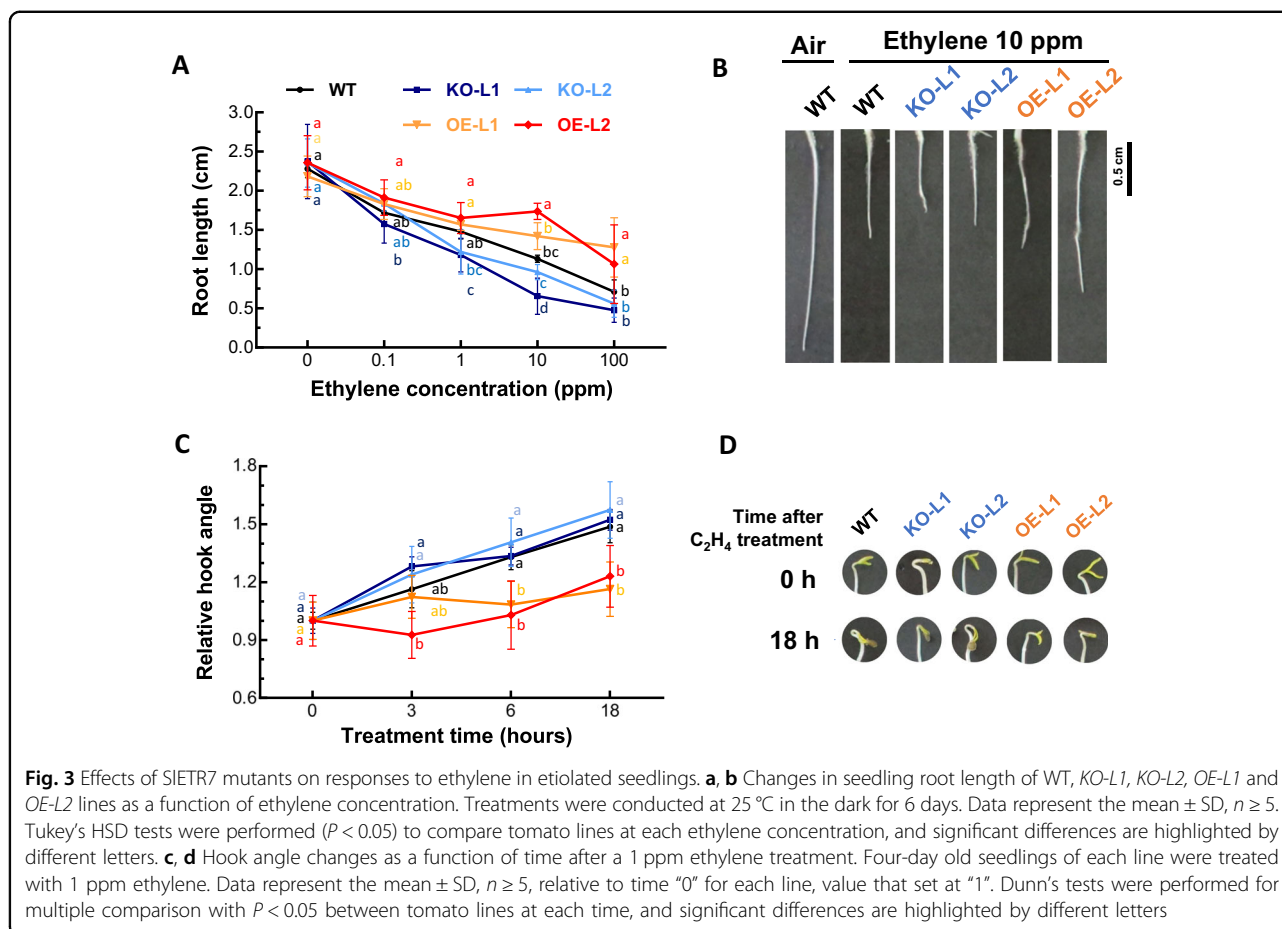 A
WT KO-L1 KO-L2
OE-L1 OE-L2
Root length (cm)
3.0
2.5
2.0
1.5
1.0
0.5
0.0
a
a
a
a
a
a
ab
ab
ab
b
a
a
ab
bc
c
a
b
bc
c
d
a
a
b
b
b
0 0.1 1 10 100
Ethylene concentration (ppm)
B
Air Ethylene 10 ppm
WT WT KO-L1 KO-L2 OE-L1 OE-L2
0.5 cm
C
Relative hook angle
1.8
1.5
1.2
0.9
0.6
a
a
a
a
a
a
a
ab
ab
b
a
a
a
b
b
a
a
a
b
b
0 3 6 18
Treatment time (hours)
D
Time after
C₂H₄ treatment
WT KO-L1 KO-L2 OE-L1 OE-L2
0 h
18 h
Fig. 3 Effects of SlETR7 mutants on responses to ethylene in etiolated seedlings. a, b Changes in seedling root length of WT, KO-L1, KO-L2, OE-L1 and
OE-L2 lines as a function of ethylene concentration. Treatments were conducted at 25 °C in the dark for 6 days. Data represent the mean ± SD, n ≥ 5.
Tukey's HSD tests were performed (P < 0.05) to compare tomato lines at each ethylene concentration, and significant differences are highlighted by
different letters. c, d Hook angle changes as a function of time after a 1 ppm ethylene treatment. Four-day old seedlings of each line were treated
with 1 ppm ethylene. Data represent the mean ± SD, n ≥ 5, relative to time "0" for each line, value that set at "1". Dunn's tests were performed for
multiple comparison with P < 0.05 between tomato lines at each time, and significant differences are highlighted by different letters